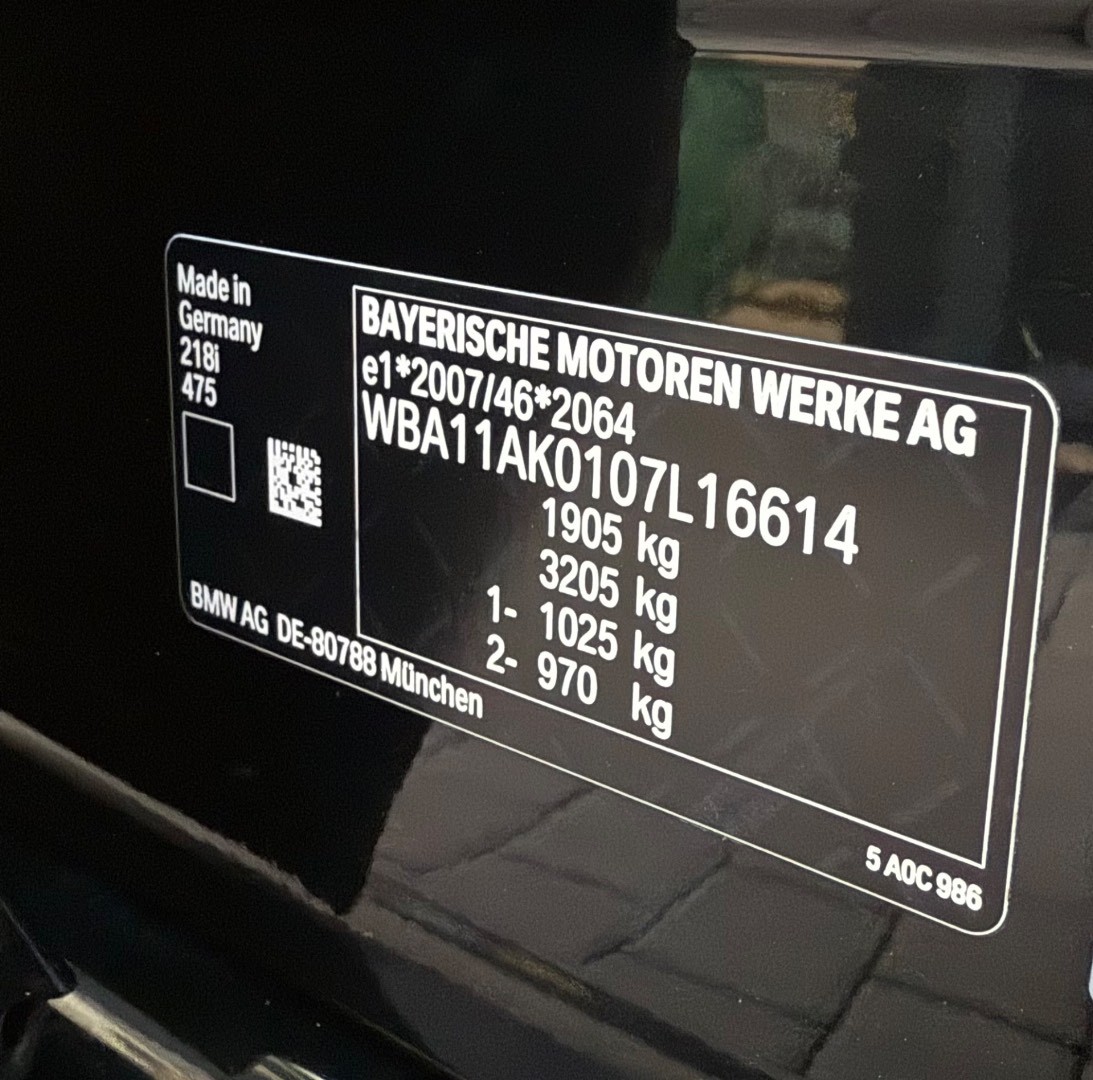 Made in
Germany
218i
475
BAYERISCHE MOTOREN WERKE AG
e1*2007/46*2064
WBA11AK0107L16614
1905 kg
3205 kg
1- 1025 kg
2- 970 kg
BMW AG DE-80788 München
5 A0C 986